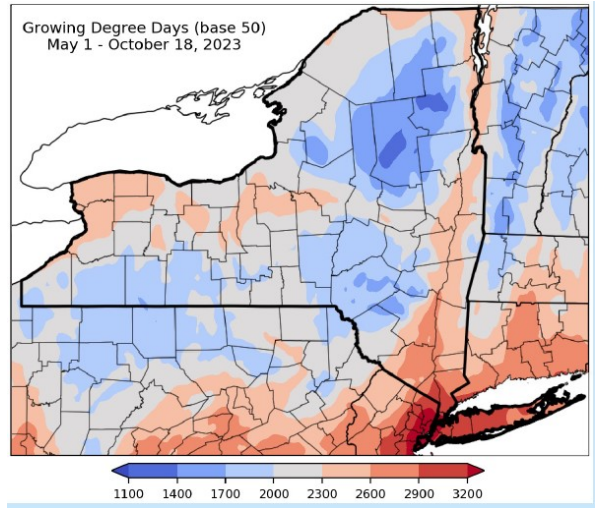 Growing Degree Days (base 50)
May 1 - October 18, 2023
1100 1400 1700 2000 2300 2600 2900 3200